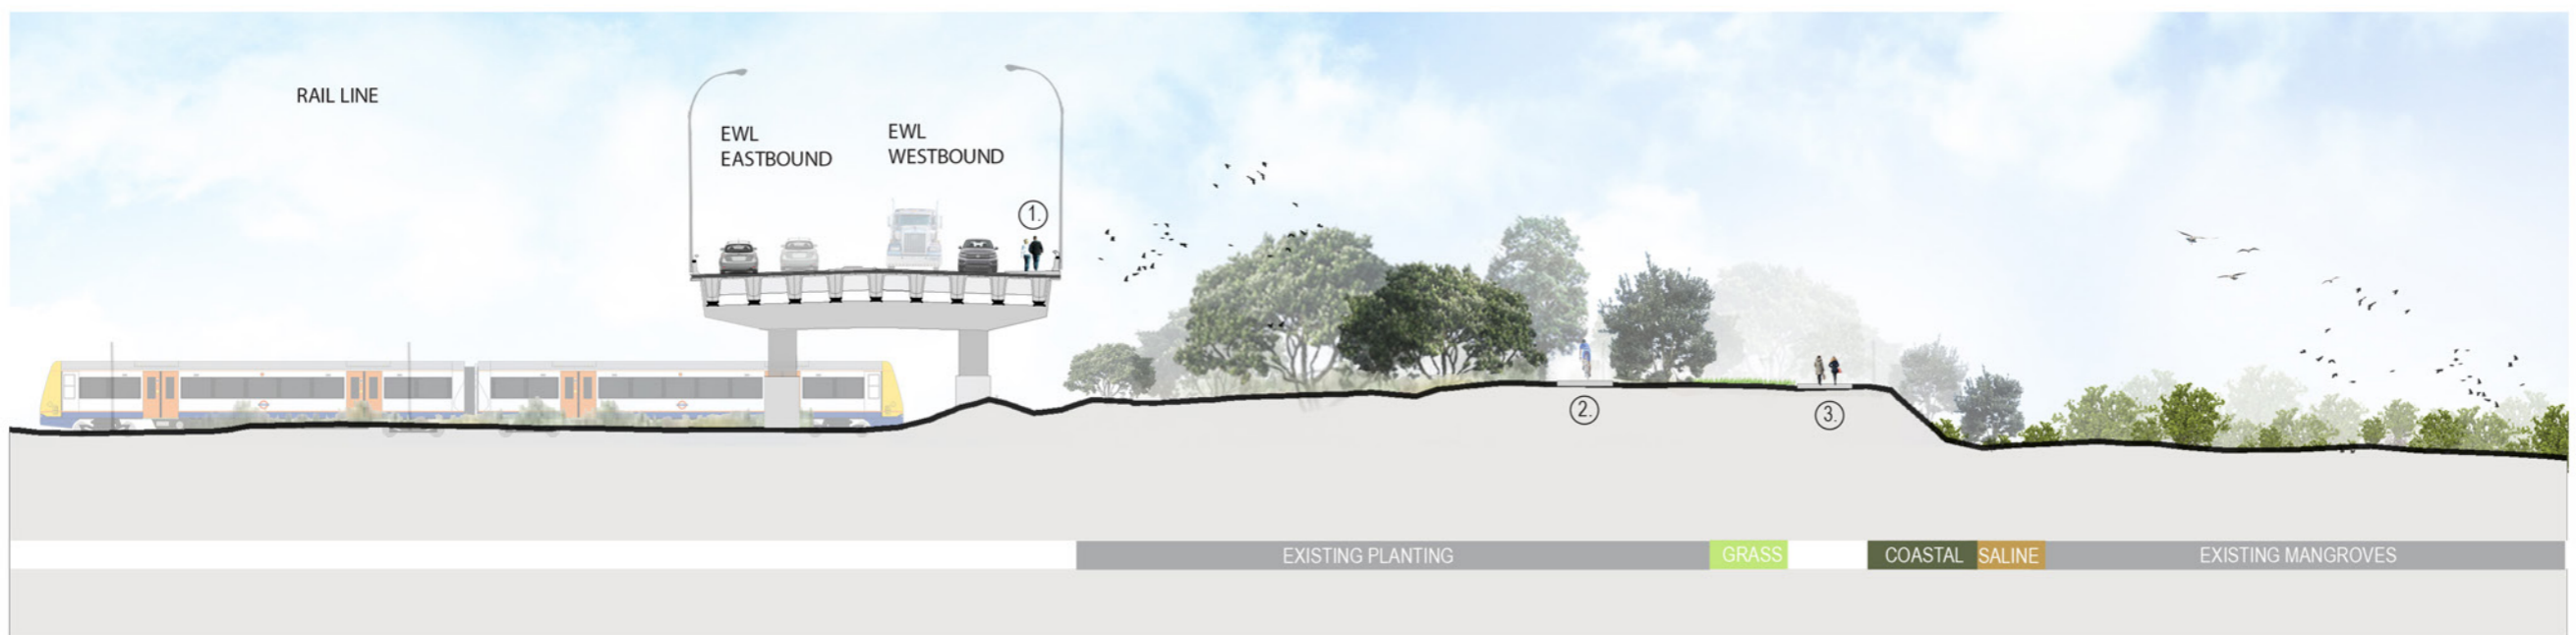 RAIL LINE
EWL
EASTBOUND
EWL
WESTBOUND
1.
2.
3.
EXISTING PLANTING
GRASS
COASTAL
SALINE
EXISTING MANGROVES